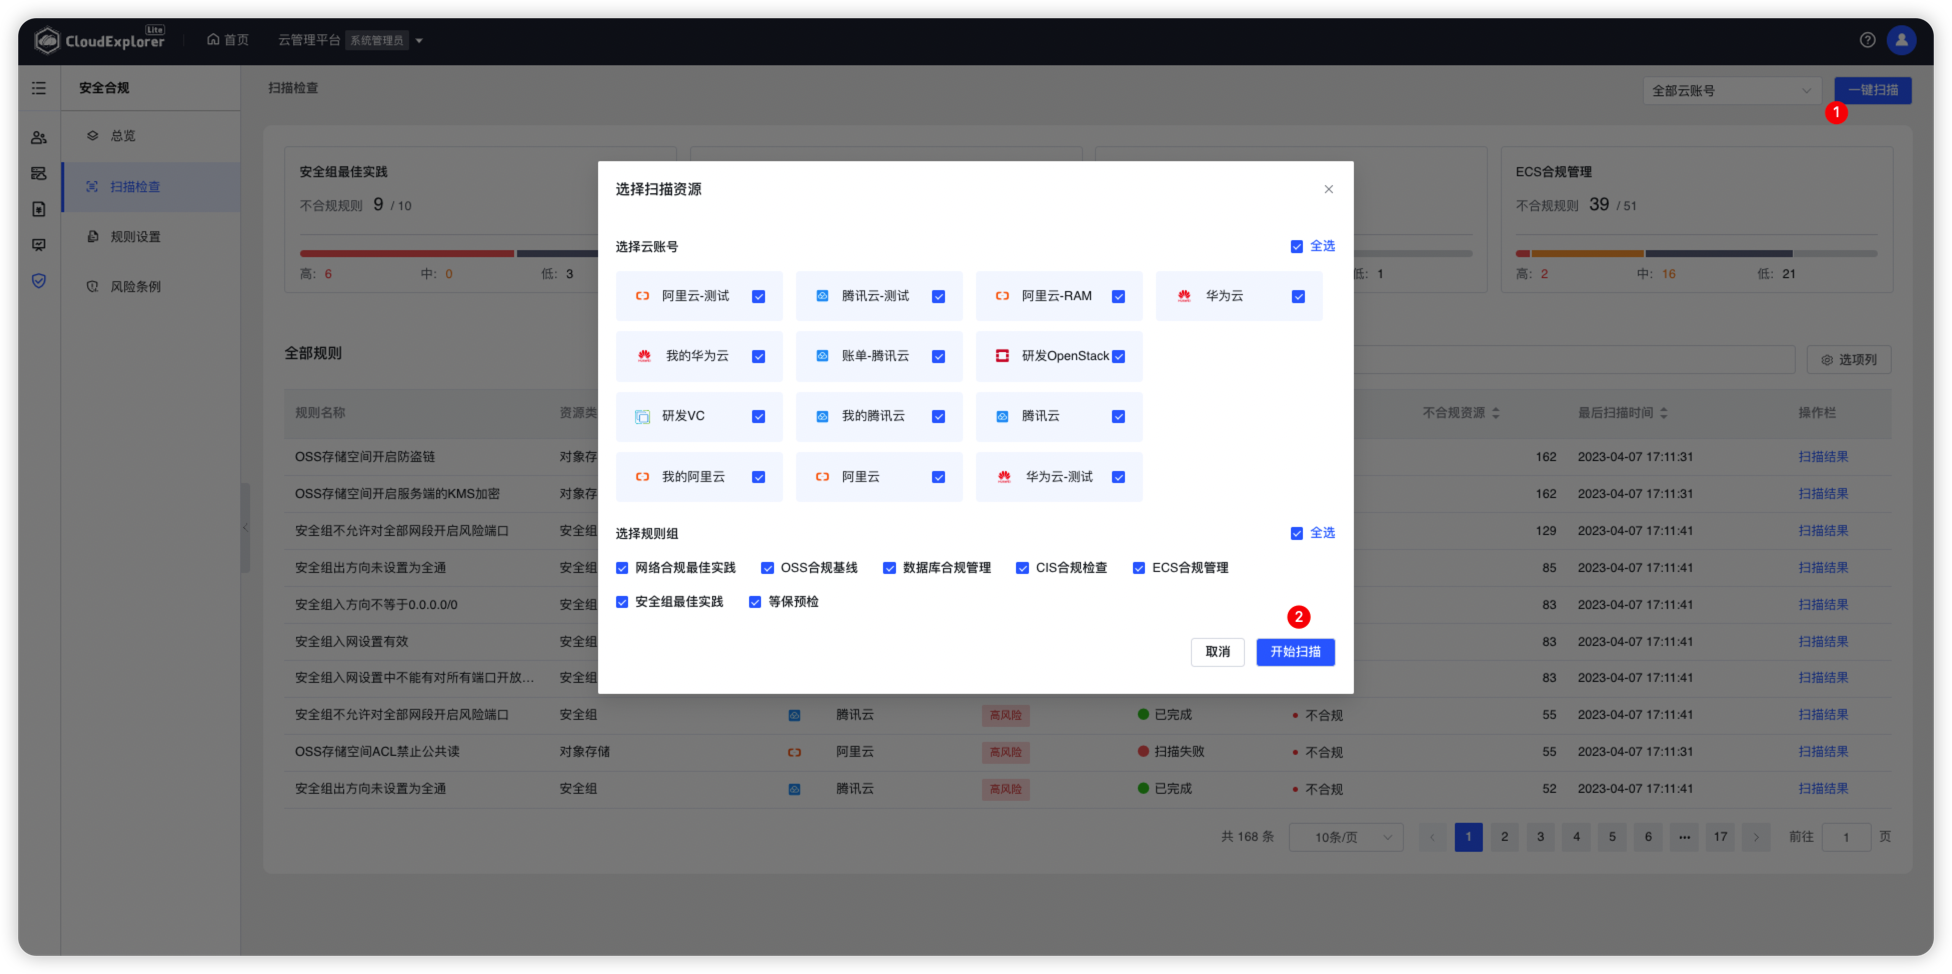 CloudExplorer Lite
首页
云管理平台 系统管理员
安全合规
总览
扫描检查
规则设置
风险条例
扫描检查
全部云账号
一键扫描
1
安全组最佳实践
不合规规则 9 / 10
高: 6 中: 0 低: 3
低: 1
ECS合规管理
不合规规则 39 / 51
高: 2 中: 16 低: 21
选择扫描资源
选择云账号 全选
阿里云-测试 腾讯云-测试 阿里云-RAM 华为云
我的华为云 账单-腾讯云 研发OpenStack
研发VC 我的腾讯云 腾讯云
我的阿里云 阿里云 华为云-测试
选择规则组 全选
网络合规最佳实践 OSS合规基线 数据库合规管理 CIS合规检查 ECS合规管理
安全组最佳实践 等保预检
2
取消 开始扫描
全部规则
选项列
规则名称 资源类 不合规资源 最后扫描时间 操作栏
OSS存储空间开启防盗链 对象存 162 2023-04-07 17:11:31 扫描结果
OSS存储空间开启服务端的KMS加密 对象存 162 2023-04-07 17:11:31 扫描结果
安全组不允许对全部网段开启风险端口 安全组 129 2023-04-07 17:11:41 扫描结果
安全组出方向未设置为全通 安全组 85 2023-04-07 17:11:41 扫描结果
安全组入方向不等于0.0.0.0/0 安全组 83 2023-04-07 17:11:41 扫描结果
安全组入网设置有效 安全组 83 2023-04-07 17:11:41 扫描结果
安全组入网设置中不能有对所有端口开放... 安全组 83 2023-04-07 17:11:41 扫描结果
安全组不允许对全部网段开启风险端口 安全组 腾讯云 高风险 已完成 不合规 55 2023-04-07 17:11:41 扫描结果
OSS存储空间ACL禁止公共读 对象存储 阿里云 高风险 扫描失败 不合规 55 2023-04-07 17:11:31 扫描结果
安全组出方向未设置为全通 安全组 腾讯云 高风险 已完成 不合规 52 2023-04-07 17:11:41 扫描结果
共 168 条 10条/页 1 2 3 4 5 6 ... 17 前往 1 页